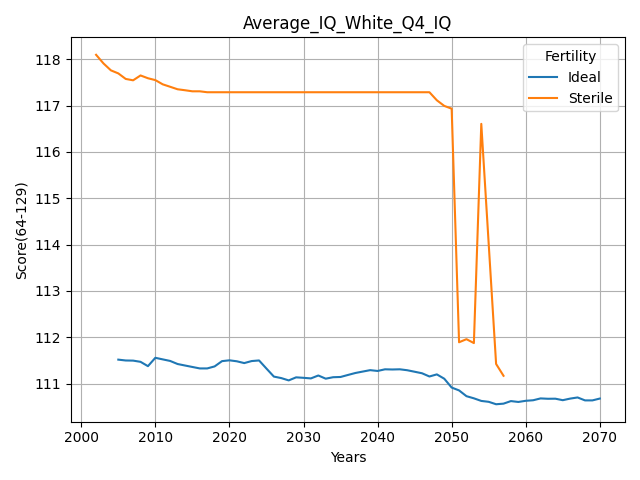 Average_IQ_White_Q4_IQ
Fertility
Ideal
Sterile
118
117
116
115
114
113
112
111
Score(64-129)
2000 2010 2020 2030 2040 2050 2060 2070
Years